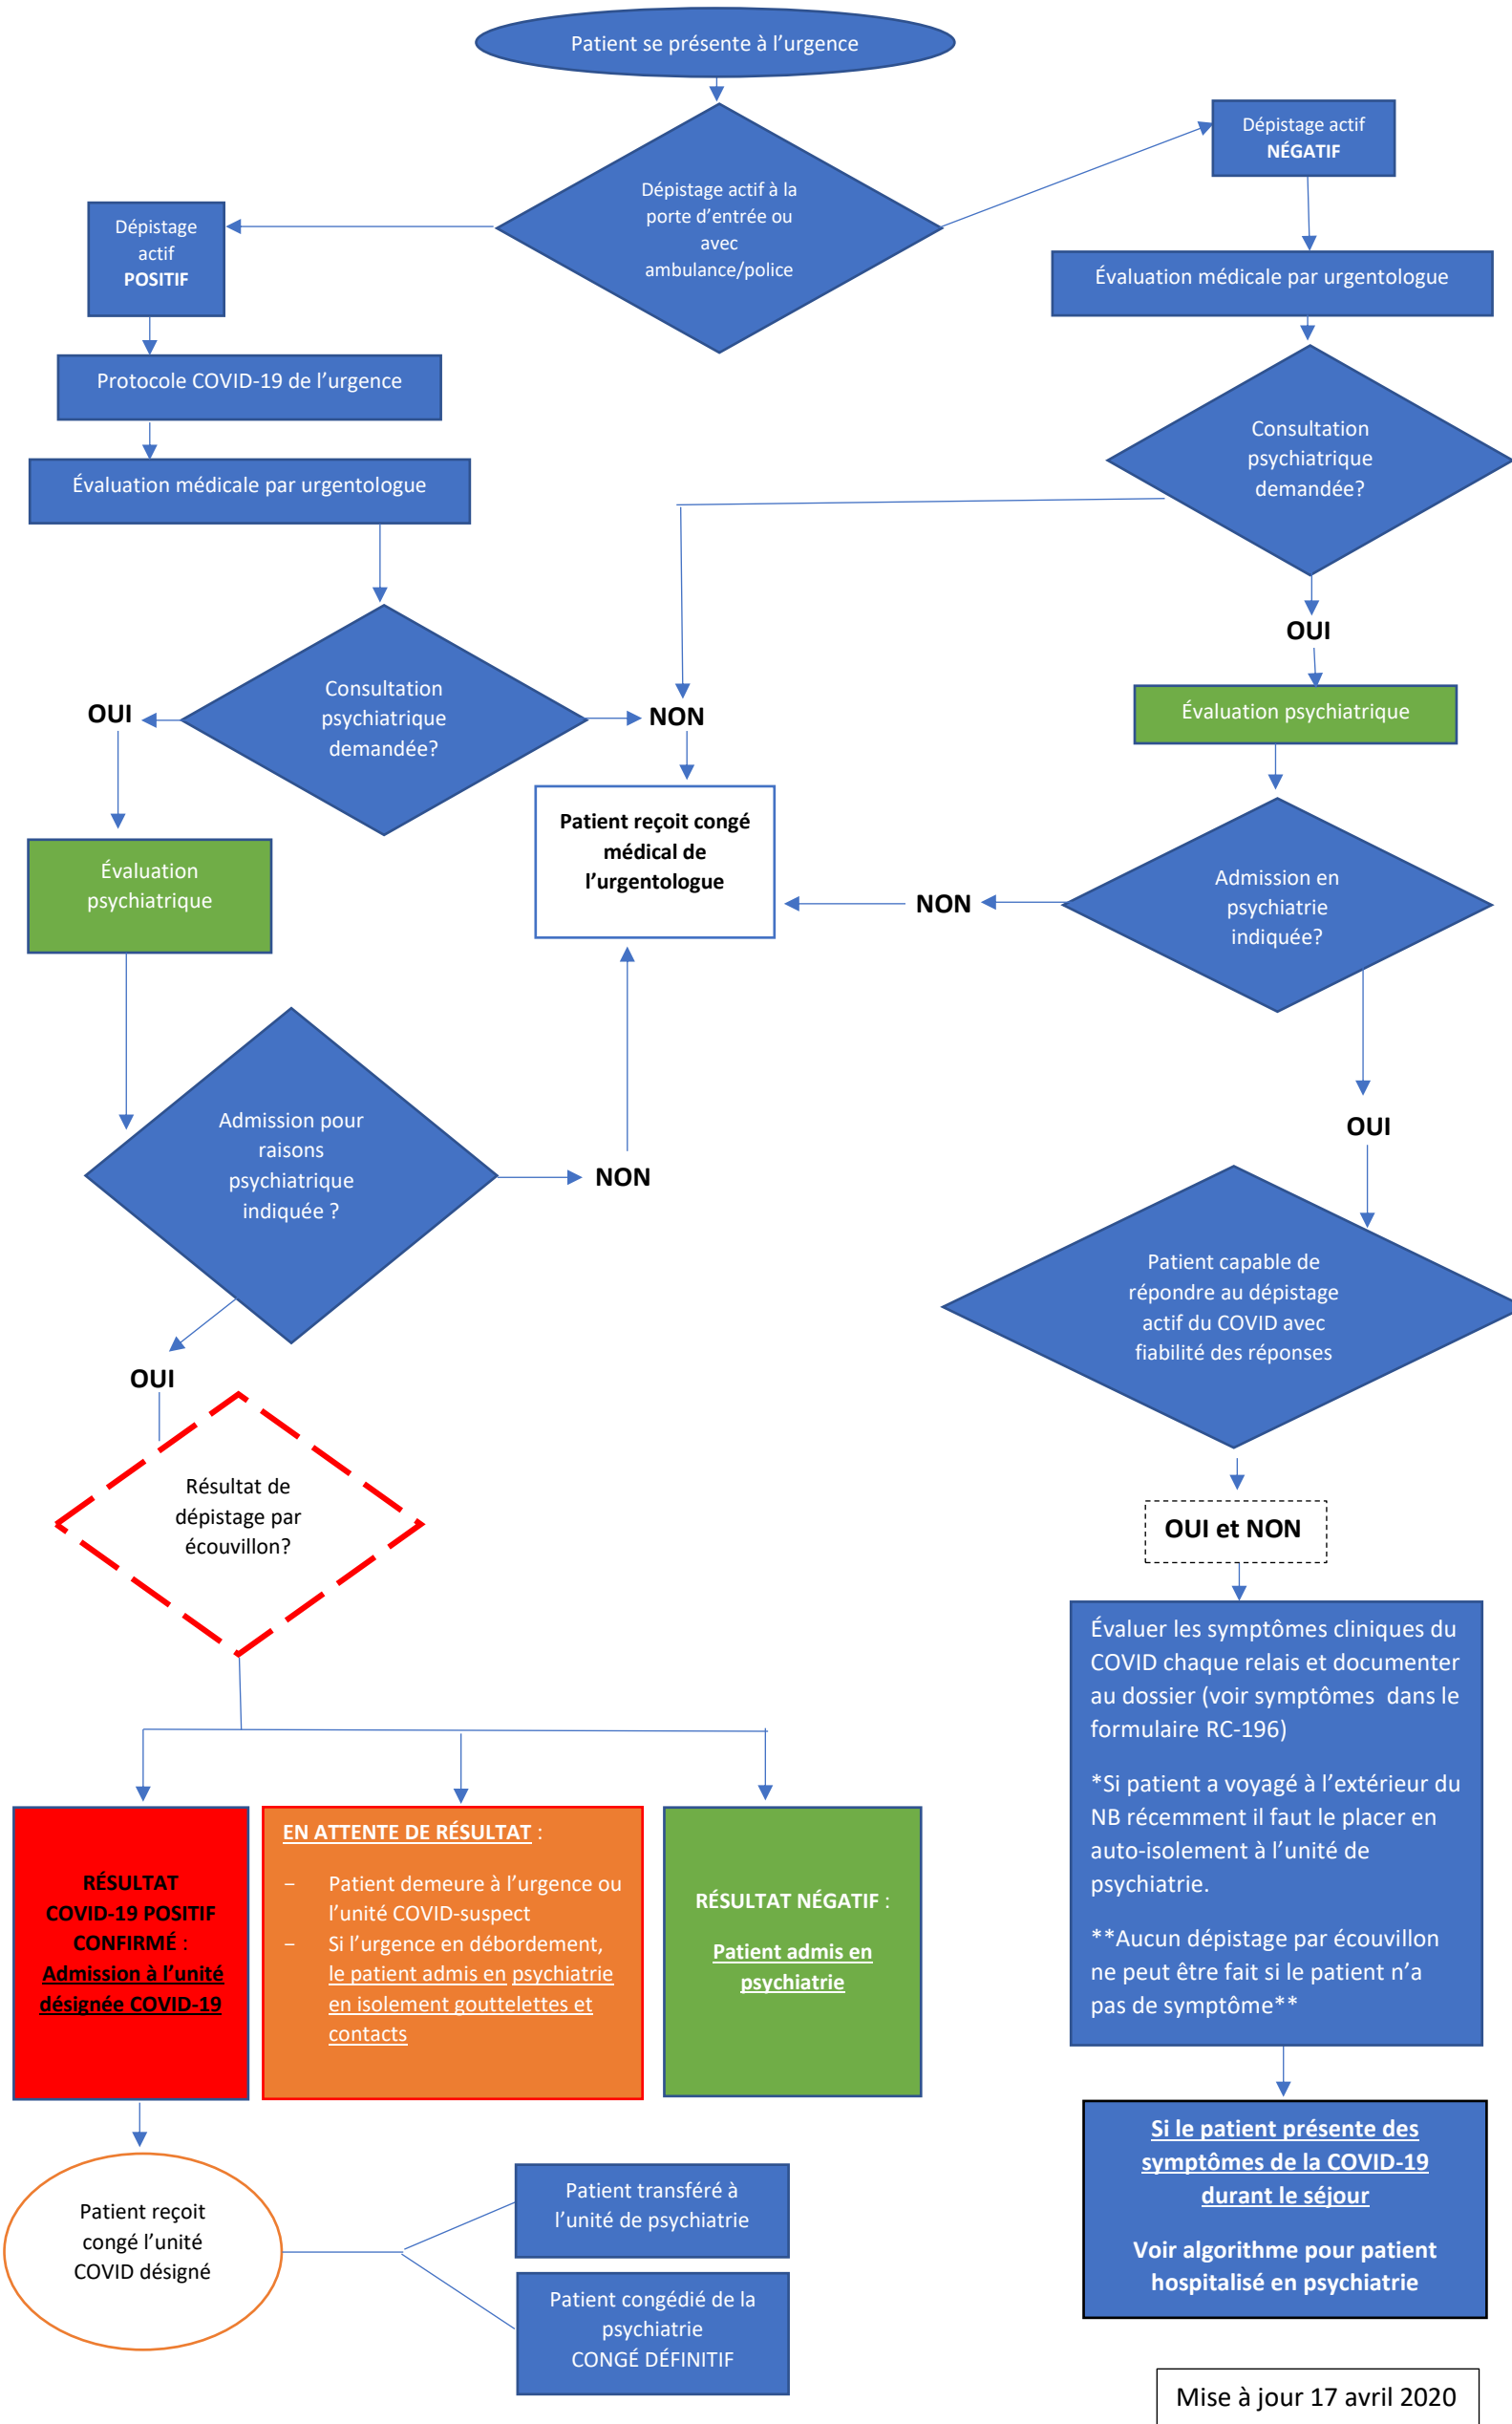 Patient se présente à l'urgence
Dépistage actif
NÉGATIF
Dépistage actif à la
porte d'entrée ou
avec
ambulance/police
Dépistage
actif
POSITIF
Évaluation médicale par urgentologue
Protocole COVID-19 de l'urgence
Consultation
psychiatrique
demandée?
Évaluation médicale par urgentologue
OUI
Consultation
psychiatrique
demandée?
OUI
NON
Évaluation psychiatrique
Patient reçoit congé
médical de
l'urgentologue
Évaluation
psychiatrique
Admission en
psychiatrie
indiquée?
NON
Admission pour
raisons
psychiatrique
indiquée ?
NON
OUI
Patient capable de
répondre au dépistage
actif du COVID avec
fiabilité des réponses
OUI
Résultat de
dépistage par
écouvillon?
OUI et NON
Évaluer les symptômes cliniques du
COVID chaque relais et documenter
au dossier (voir symptômes dans le
formulaire RC-196)
*Si patient a voyagé à l'extérieur du
NB récemment il faut le placer en
auto-isolement à l'unité de
psychiatrie.
**Aucun dépistage par écouvillon
ne peut être fait si le patient n'a
pas de symptôme**
RÉSULTAT
COVID-19 POSITIF
CONFIRMÉ :
Admission à l'unité
désignée COVID-19
EN ATTENTE DE RÉSULTAT :
− Patient demeure à l'urgence ou
l'unité COVID-suspect
− Si l'urgence en débordement,
le patient admis en psychiatrie
en isolement gouttelettes et
contacts
RÉSULTAT NÉGATIF :
Patient admis en
psychiatrie
Si le patient présente des
symptômes de la COVID-19
durant le séjour
Voir algorithme pour patient
hospitalisé en psychiatrie
Patient reçoit
congé l'unité
COVID désigné
Patient transféré à
l'unité de psychiatrie
Patient congédié de la
psychiatrie
CONGÉ DÉFINITIF
Mise à jour 17 avril 2020